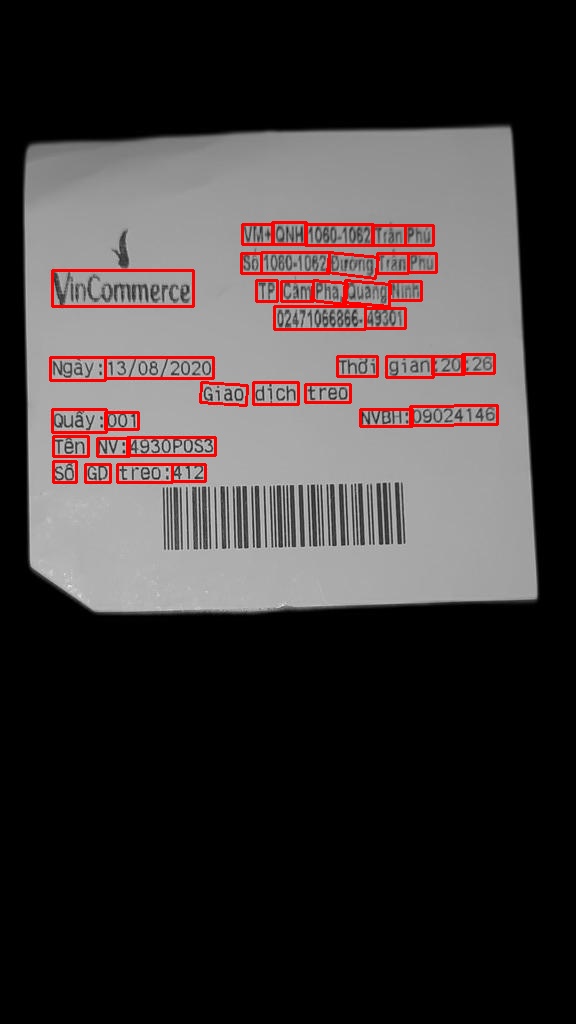 VinCommerce
VM+ QNH 1060-1062 Trần Phú
Số 1060-1062 Đường Trần Phú
TP Cẩm Phả, Quảng Ninh
02471066866-49301
Ngày:13/08/2020 Thời gian:20:26
Giao dịch treo
Quầy:001 NVBH:09024146
Tên NV:4930POS3
Số GD treo:412